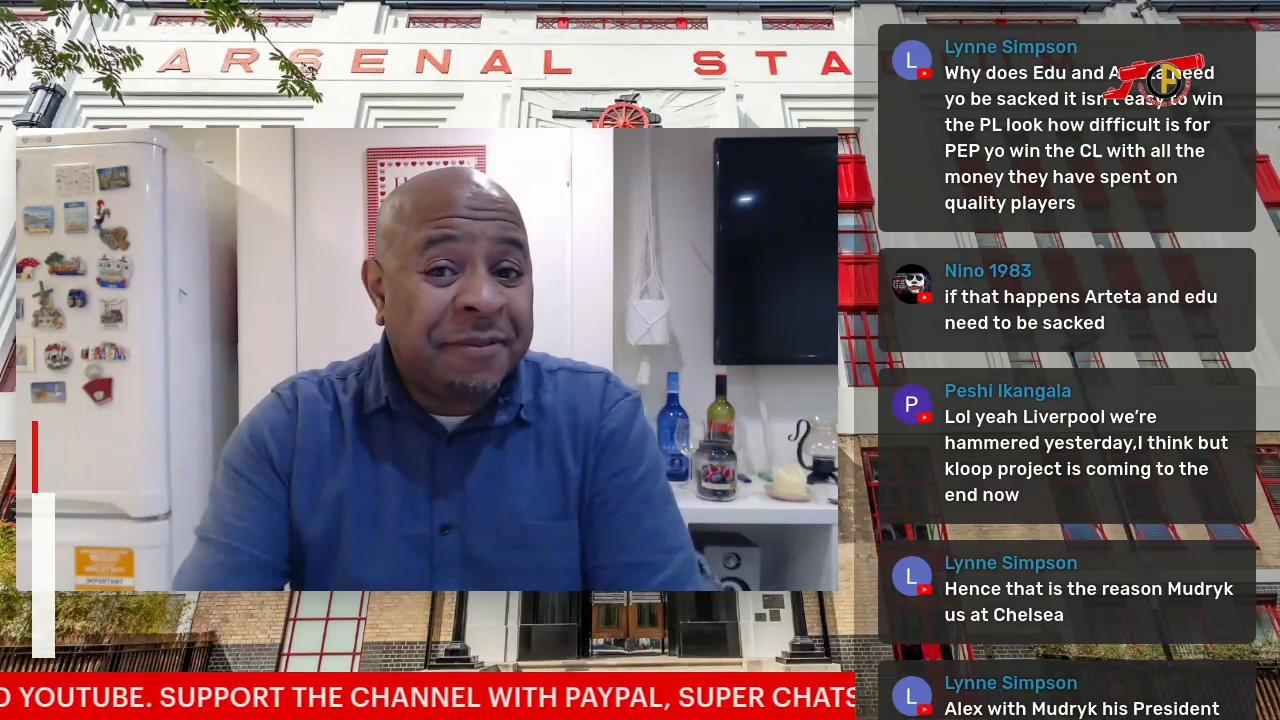 ARSENAL STA
Lynne Simpson
Why does Edu and need
yo be sacked it isn't easy to win
the PL look how difficult is for
PEP yo win the CL with all the
money they have spent on
quality players
Nino 1983
if that happens Arteta and edu
need to be sacked
L
P
Peshi Ikangala
Lol yeah Liverpool we're
hammered yesterday,I think but
kloop project is coming to the
end now
L
Lynne Simpson
Hence that is the reason Mudryk
us at Chelsea
L
Lynne Simpson
Alex with Mudryk his President
IMPORTANT
O YOUTUBE. SUPPORT THE CHANNEL WITH PAYPAL, SUPER CHATS